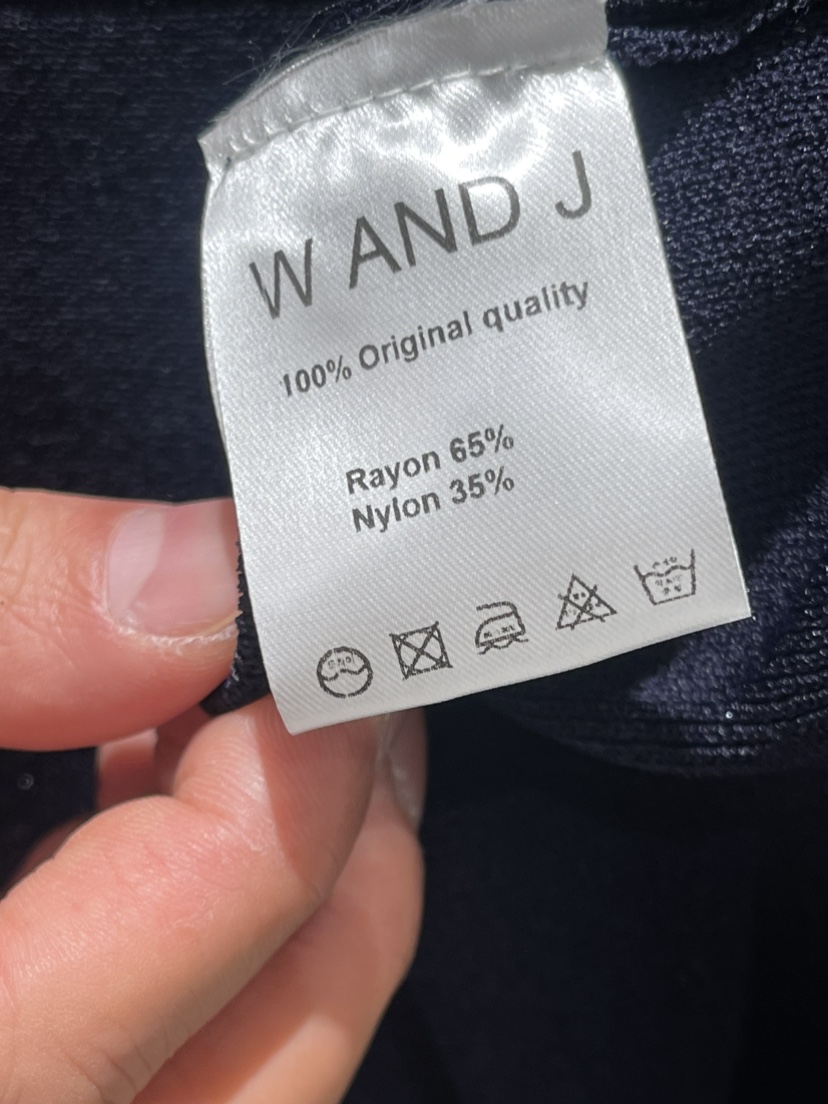 W AND J
100% Original quality
Rayon 65%
Nylon 35%